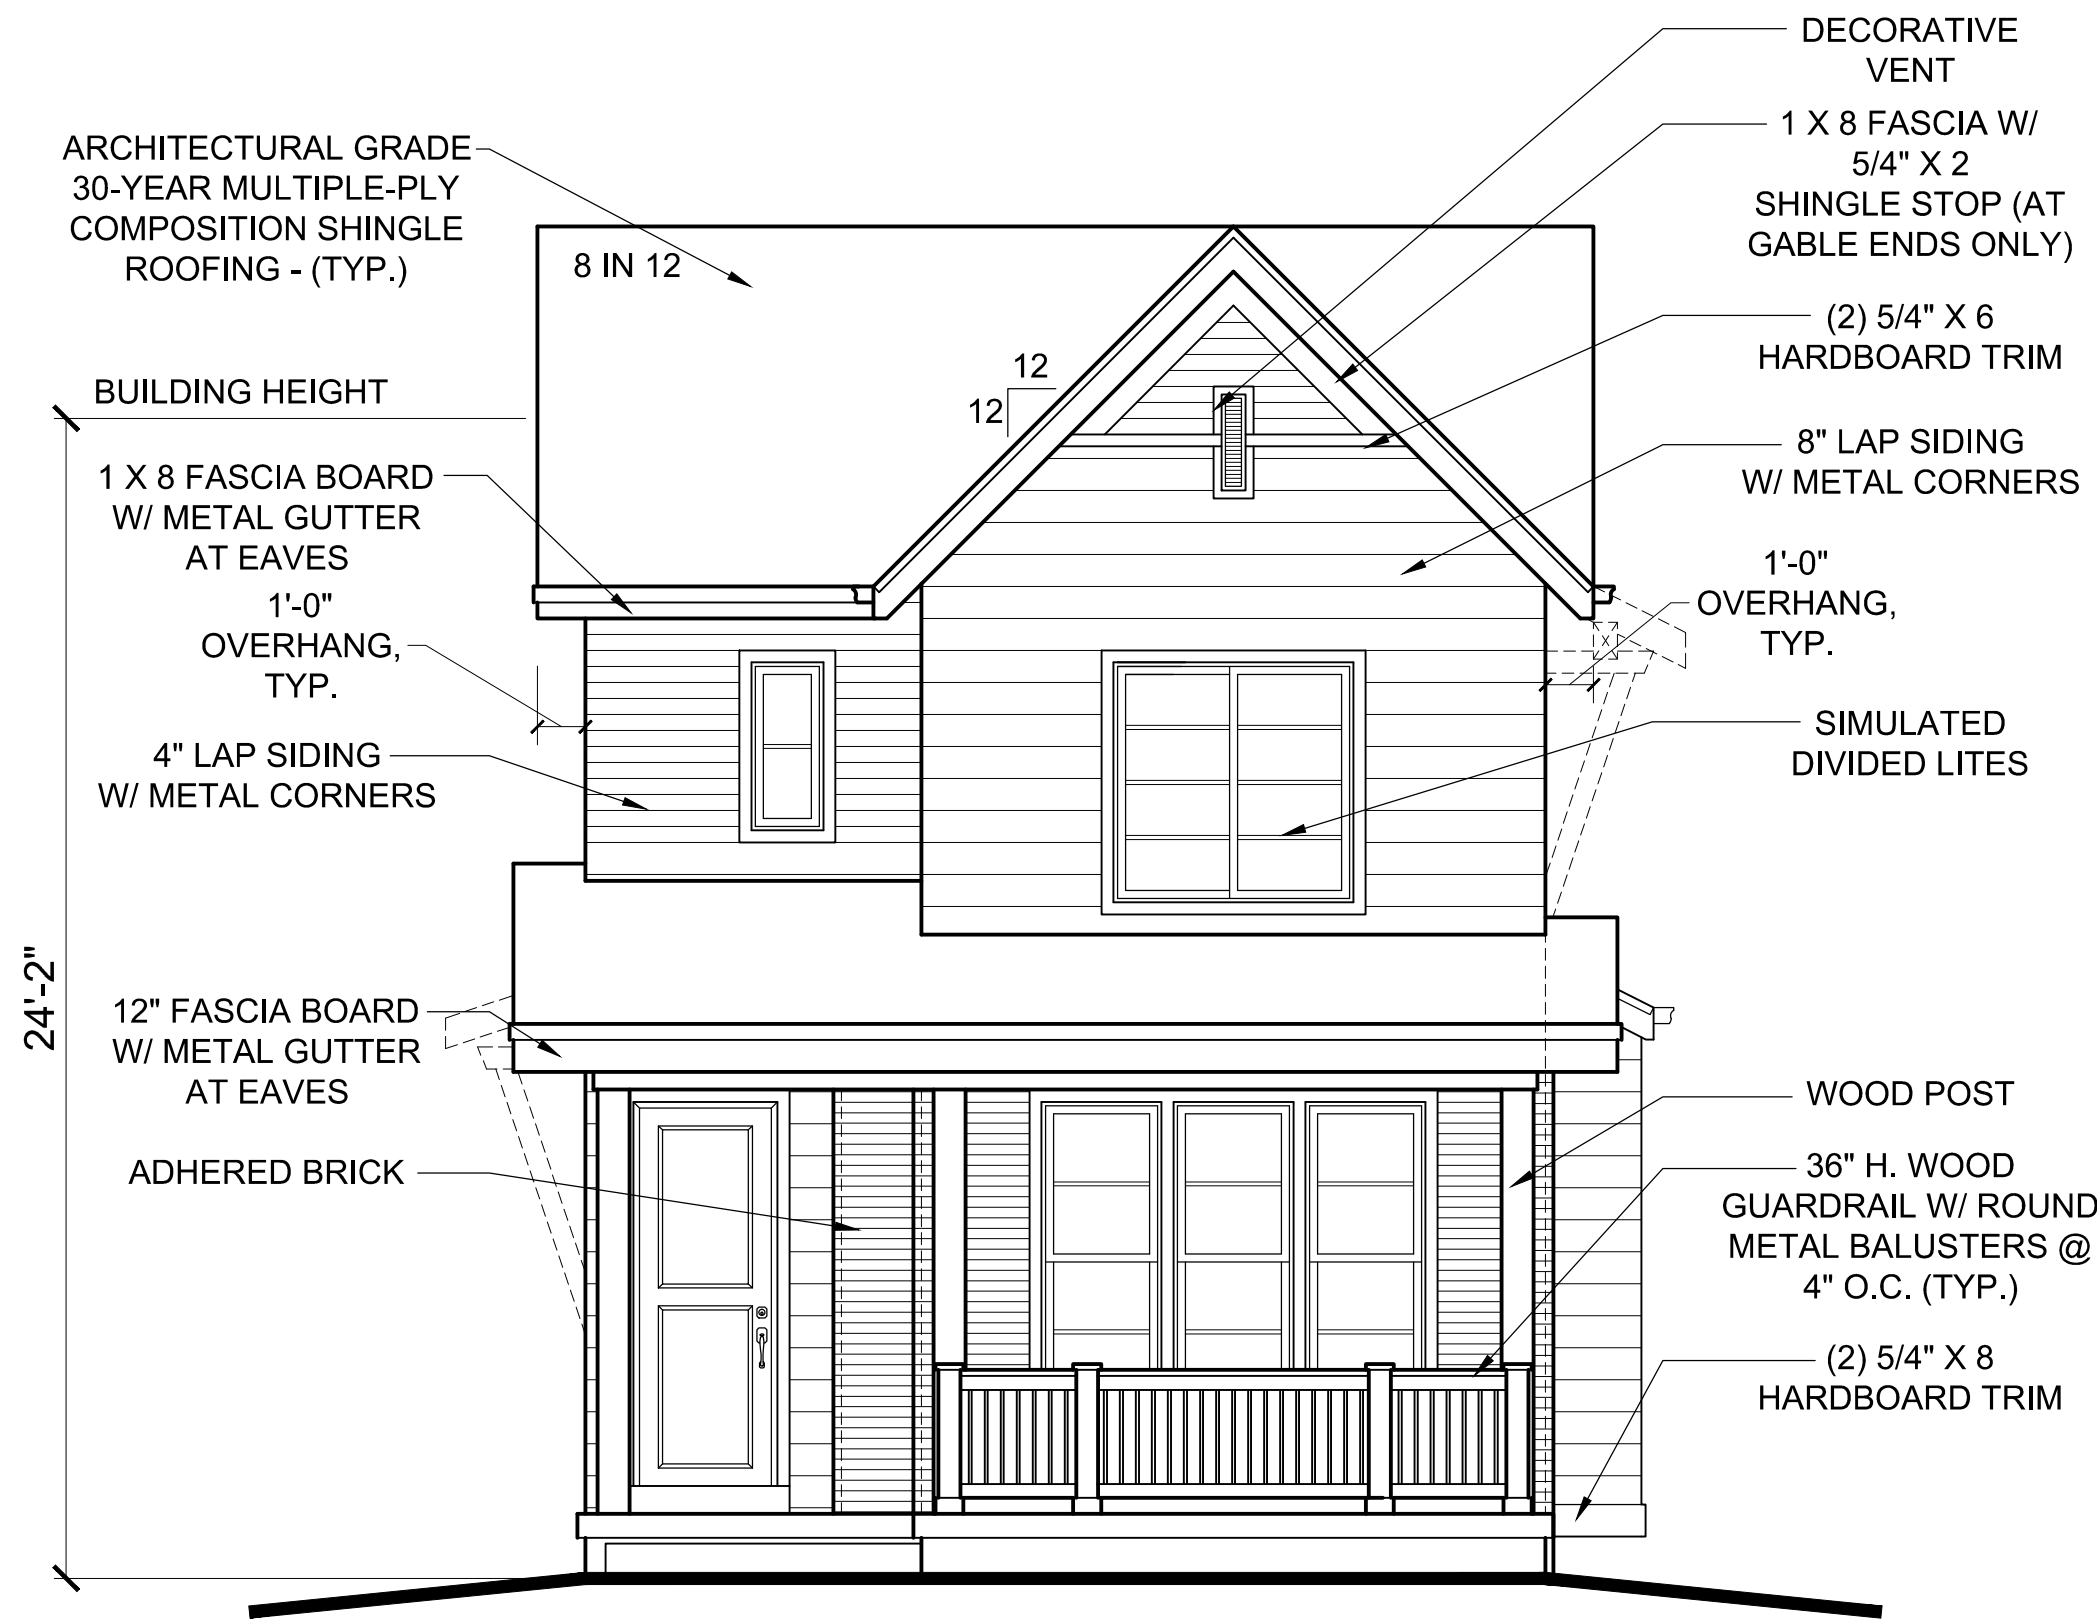 DECORATIVE
VENT
1 X 8 FASCIA W/
5/4" X 2
SHINGLE STOP (AT
GABLE ENDS ONLY)
(2) 5/4" X 6
HARDBOARD TRIM
8" LAP SIDING
W/ METAL CORNERS
1'-0"
OVERHANG,
TYP.
SIMULATED
DIVIDED LITES
WOOD POST
36" H. WOOD
GUARDRAIL W/ ROUND
METAL BALUSTERS @
4" O.C. (TYP.)
(2) 5/4" X 8
HARDBOARD TRIM
ARCHITECTURAL GRADE
30-YEAR MULTIPLE-PLY
COMPOSITION SHINGLE
ROOFING - (TYP.)
8 IN 12
12
12
BUILDING HEIGHT
1 X 8 FASCIA BOARD
W/ METAL GUTTER
AT EAVES
1'-0"
OVERHANG,
TYP.
4" LAP SIDING
W/ METAL CORNERS
24'-2"
12" FASCIA BOARD
W/ METAL GUTTER
AT EAVES
ADHERED BRICK